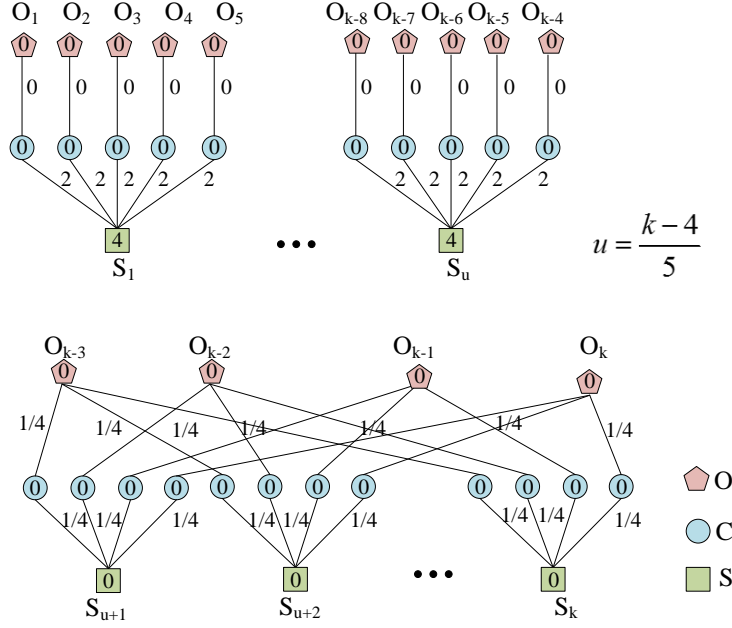 O1 O2 O3 O4 O5 Ok-8 Ok-7 Ok-6 Ok-5 Ok-4
0 0 0 0 0 0 0 0 0 0
0 0 0 0 0 0 0 0 0 0
0 0 0 0 0 0 0 0 0 0
2 2 2 2 2 2 2 2
4 4
S1 ••• Su
u = k − 4 / 5
Ok-3 Ok-2 Ok-1 Ok
0 0 0 0
1/4 1/4 1/4 1/4 1/4 1/4 1/4
0 0 0 0 0 0 0 0 0 0 0 0
1/4 1/4 1/4 1/4 1/4 1/4 1/4 1/4 1/4
0 0 0
Su+1 Su+2 ••• Sk
O
C
S